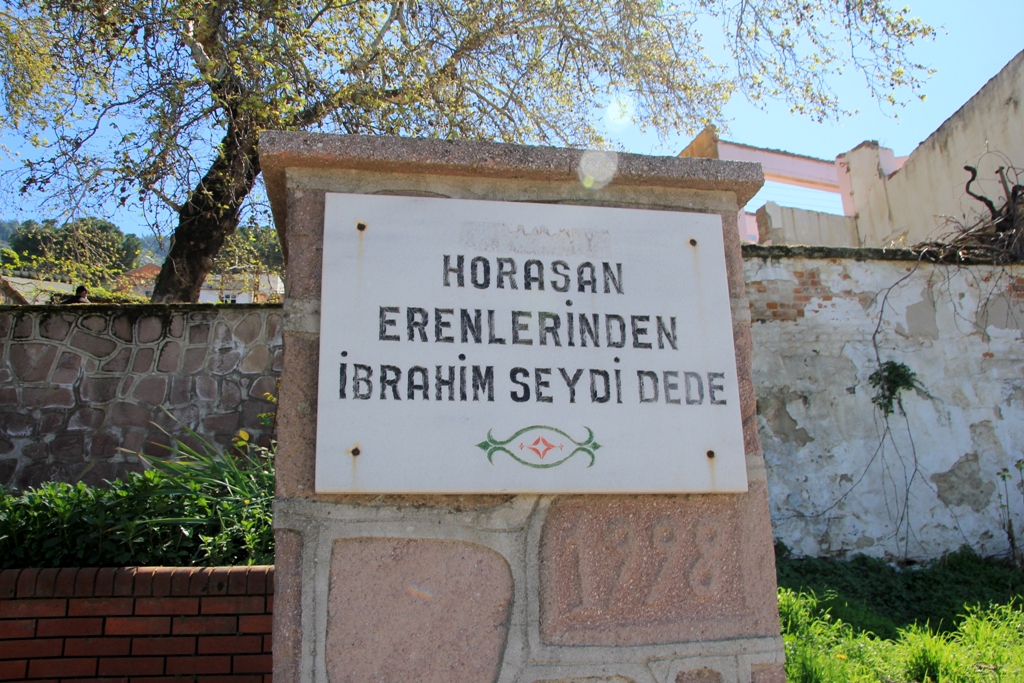 HORASAN
ERENLERİNDEN
İBRAHİM SEYDİ DEDE
1998